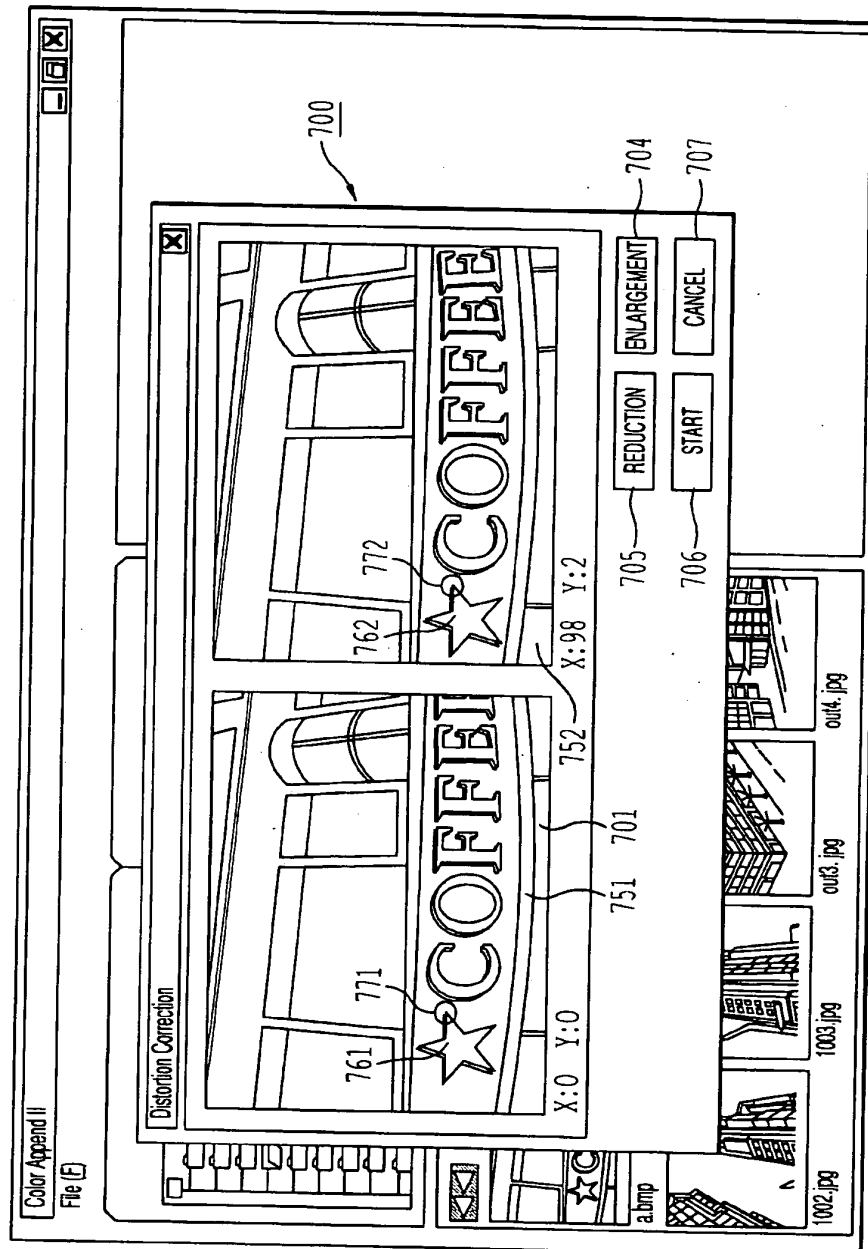 Color Append II
File (F)
Distortion Correction
700
761
771
762
772
COFFEE
COFFEE
X:0 Y:0
X:98 Y:2
751
701
752
705
REDUCTION
ENLARGEMENT
704
706
START
CANCEL
707
C
a.bmp
1002.jpg
1003.jpg
out3.jpg
out4.jpg